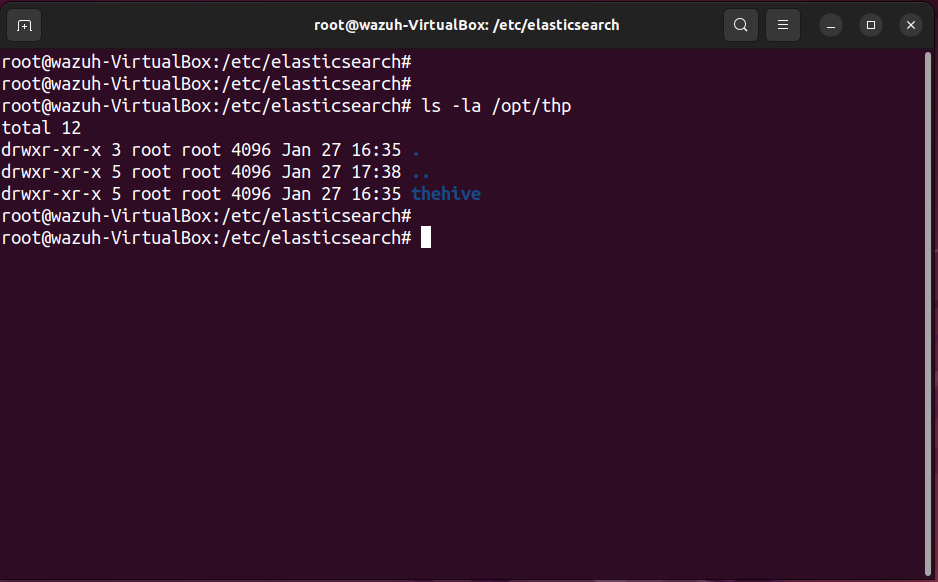 root@wazuh-VirtualBox: /etc/elasticsearch
root@wazuh-VirtualBox:/etc/elasticsearch#
root@wazuh-VirtualBox:/etc/elasticsearch#
root@wazuh-VirtualBox:/etc/elasticsearch# ls -la /opt/thp
total 12
drwxr-xr-x 3 root root 4096 Jan 27 16:35 .
drwxr-xr-x 5 root root 4096 Jan 27 17:38 ..
drwxr-xr-x 5 root root 4096 Jan 27 16:35 thehive
root@wazuh-VirtualBox:/etc/elasticsearch#
root@wazuh-VirtualBox:/etc/elasticsearch#